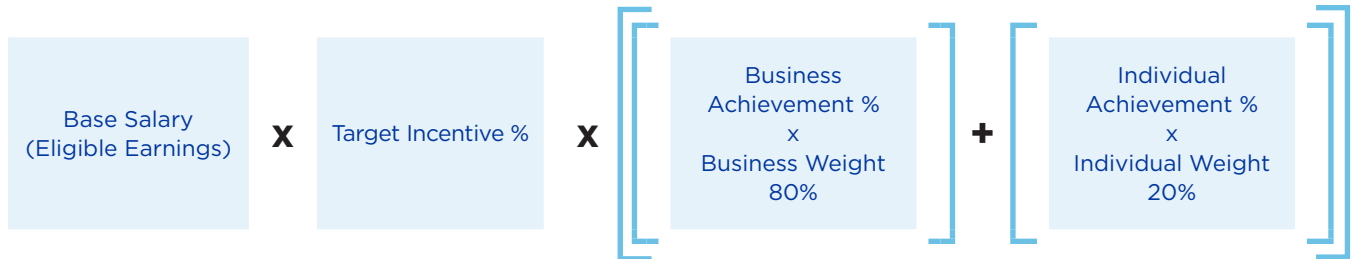 Base Salary
(Eligible Earnings)
x
Target Incentive %
x
Business
Achievement %
x
Business Weight
80%
+
Individual
Achievement %
x
Individual Weight
20%